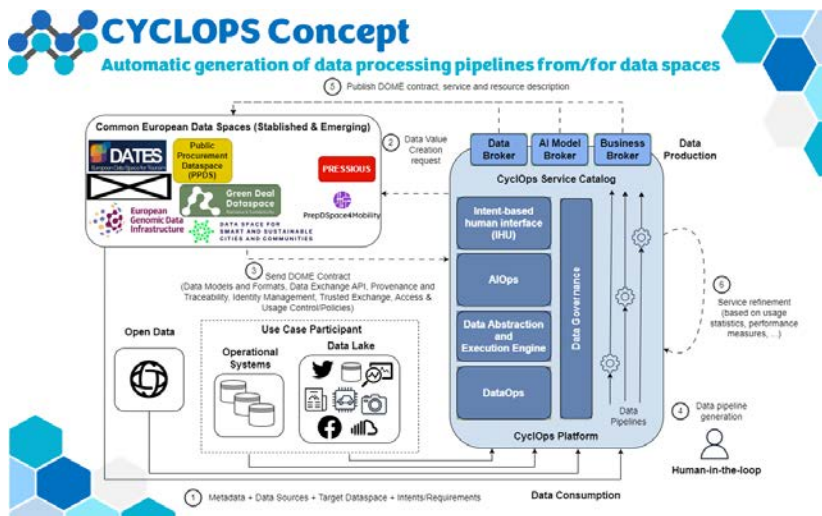 CYCLOPS Concept
Automatic generation of data processing pipelines from/for data spaces
5 Publish DOME contract, service and resource description
Common European Data Spaces (Stablished & Emerging)
DATES
European Data Space for Tourism
Public
Procurement
Dataspace
(PPDS)
PRESSIOUS
Green Deal
Dataspace
PrepDSpace4Mobility
European
Genomic Data
Infrastructure
DATA SPACE FOR
SMART AND SUSTAINABLE
CITIES AND COMMUNITIES
2 Data Value
Creation
request
Data
Broker
AI Model
Broker
Business
Broker
Data
Production
CyclOps Service Catalog
Intent-based
human interface
(IHU)
AIOps
Data Abstraction
and
Execution Engine
DataOps
Data Governance
Data
Pipelines
CyclOps Platform
3 Send DOME Contract
(Data Models and Formats, Data Exchange API, Provenance and
Traceability, Identity Management, Trusted Exchange, Access &
Usage Control/Policies)
6
Service refinement
(based on usage
statistics, performance
measures, ...)
Open Data
Use Case Participant
Operational
Systems
Data Lake
4 Data pipeline
generation
Human-in-the-loop
1 Metadata + Data Sources + Target Dataspace + Intents/Requirements
Data Consumption